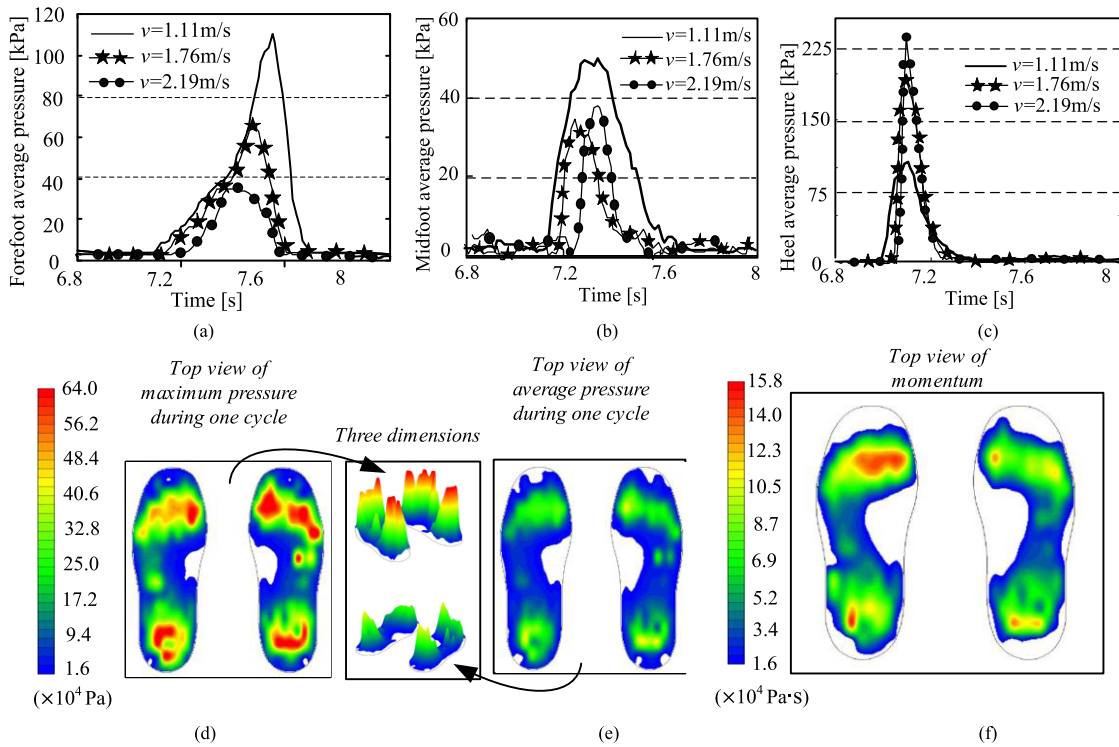 Forefoot average pressure [kPa]
120
100
80
60
40
20
0
v=1.11m/s
v=1.76m/s
v=2.19m/s
6.8
7.2
7.6
8
Time [s]
(a)
Midfoot average pressure [kPa]
60
40
20
0
v=1.11m/s
v=1.76m/s
v=2.19m/s
6.8
7.2
7.6
8
Time [s]
(b)
Heel average pressure [kPa]
225
150
75
0
v=1.11m/s
v=1.76m/s
v=2.19m/s
6.8
7.2
7.6
8
Time [s]
(c)
64.0
56.2
48.4
40.6
32.8
25.0
17.2
9.4
1.6
(×10⁴ Pa)
Top view of
maximum pressure
during one cycle
(d)
Three dimensions
Top view of
average pressure
during one cycle
(e)
15.8
14.0
12.3
10.5
8.7
6.9
5.2
3.4
1.6
(×10⁴ Pa·s)
Top view of
momentum
(f)